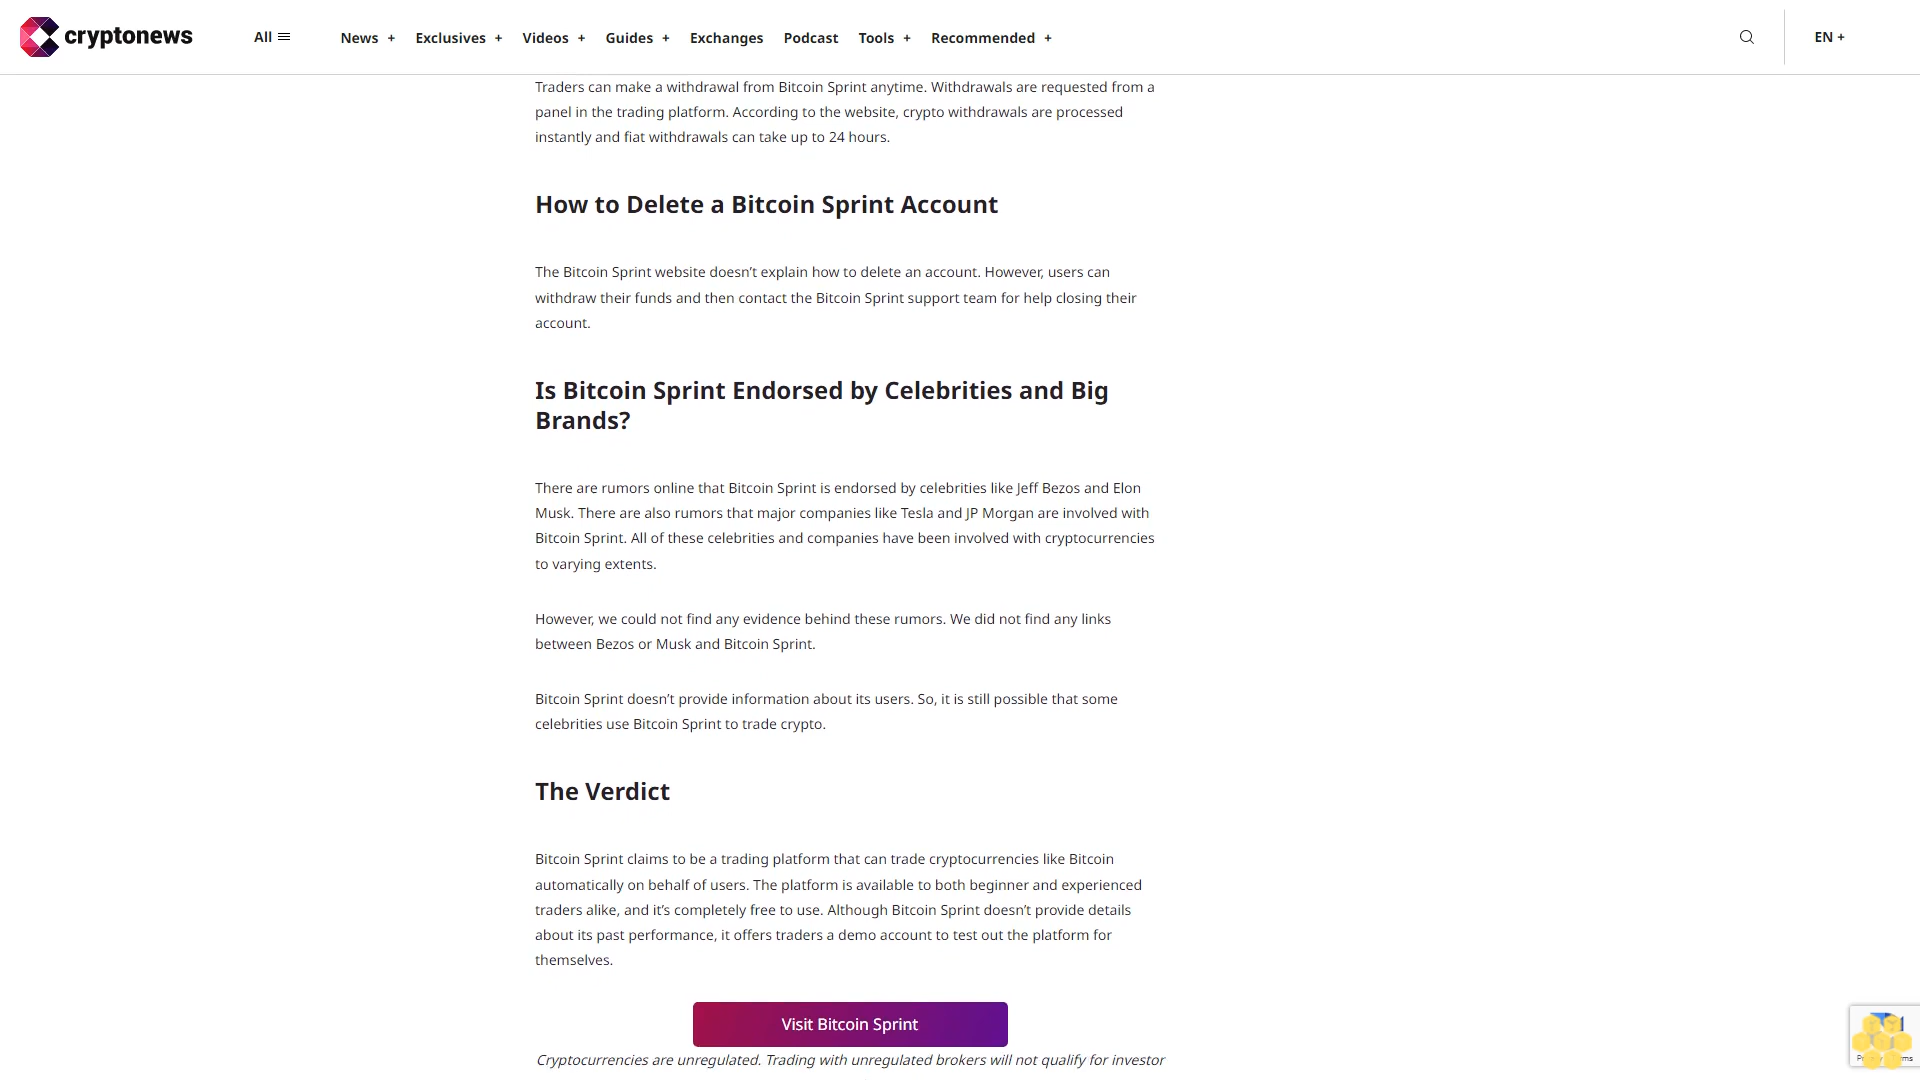 cryptonews
All
News +
Exclusives +
Videos +
Guides +
Exchanges
Podcast
Tools +
Recommended +
EN +
Traders can make a withdrawal from Bitcoin Sprint anytime. Withdrawals are requested from a
panel in the trading platform. According to the website, crypto withdrawals are processed
instantly and fiat withdrawals can take up to 24 hours.
How to Delete a Bitcoin Sprint Account
The Bitcoin Sprint website doesn’t explain how to delete an account. However, users can
withdraw their funds and then contact the Bitcoin Sprint support team for help closing their
account.
Is Bitcoin Sprint Endorsed by Celebrities and Big
Brands?
There are rumors online that Bitcoin Sprint is endorsed by celebrities like Jeff Bezos and Elon
Musk. There are also rumors that major companies like Tesla and JP Morgan are involved with
Bitcoin Sprint. All of these celebrities and companies have been involved with cryptocurrencies
to varying extents.
However, we could not find any evidence behind these rumors. We did not find any links
between Bezos or Musk and Bitcoin Sprint.
Bitcoin Sprint doesn’t provide information about its users. So, it is still possible that some
celebrities use Bitcoin Sprint to trade crypto.
The Verdict
Bitcoin Sprint claims to be a trading platform that can trade cryptocurrencies like Bitcoin
automatically on behalf of users. The platform is available to both beginner and experienced
traders alike, and it’s completely free to use. Although Bitcoin Sprint doesn’t provide details
about its past performance, it offers traders a demo account to test out the platform for
themselves.
Visit Bitcoin Sprint
Cryptocurrencies are unregulated. Trading with unregulated brokers will not qualify for investor